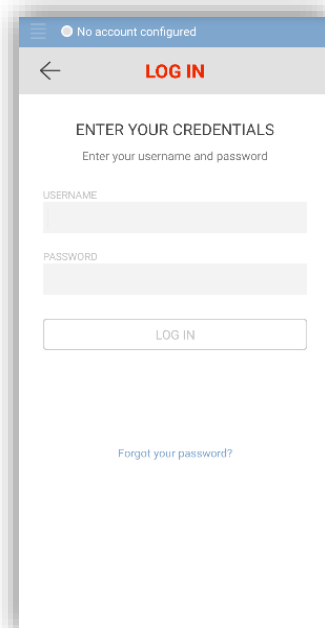 No account configured
LOG IN
ENTER YOUR CREDENTIALS
Enter your username and password
USERNAME
PASSWORD
LOG IN
Forgot your password?